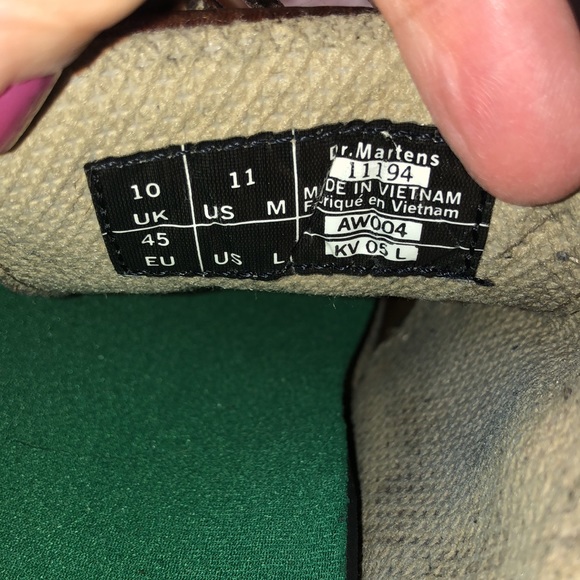 10
UK
45
EU
11
US M
US L
Dr.Martens
11194
MADE IN VIETNAM
Fabriqué en Vietnam
AW004
KV 05 L